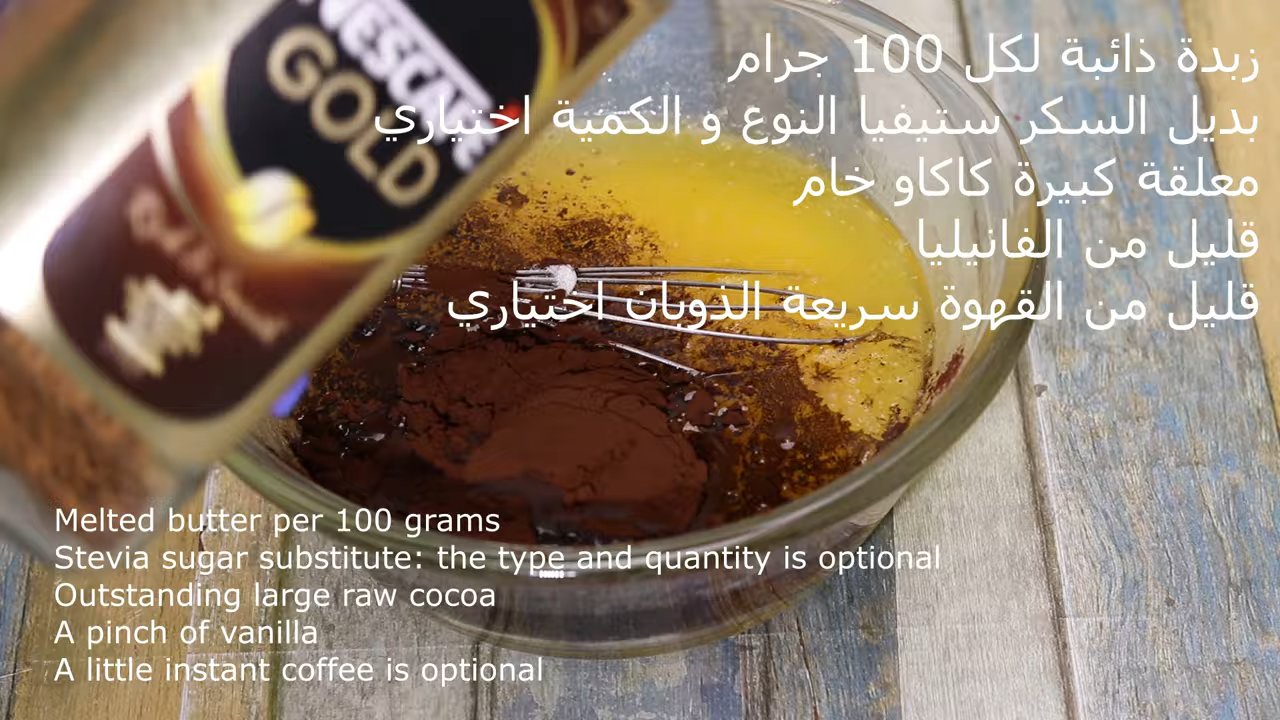 NESCAFÉ
GOLD
زبدة ذائبة لكل 100 جرام
بديل السكر ستيفيا النوع و الكمية اختياري
معلقة كبيرة كاكاو خام
قليل من الفانيليا
قليل من القهوة سريعة الذوبان اختياري
Melted butter per 100 grams
Stevia sugar substitute: the type and quantity is optional
Outstanding large raw cocoa
A pinch of vanilla
A little instant coffee is optional